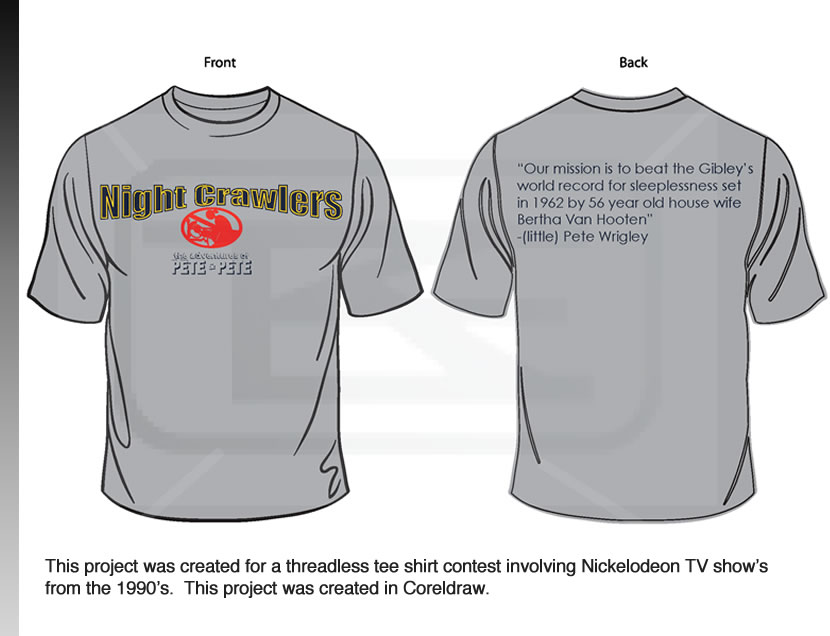 Front
Back
Night Crawlers
the adventures of
PETE & PETE
“Our mission is to beat the Gibley’s
world record for sleeplessness set
in 1962 by 56 year old house wife
Bertha Van Hooten”
-(little) Pete Wrigley
This project was created for a threadless tee shirt contest involving Nickelodeon TV show’s
from the 1990’s.  This project was created in Coreldraw.